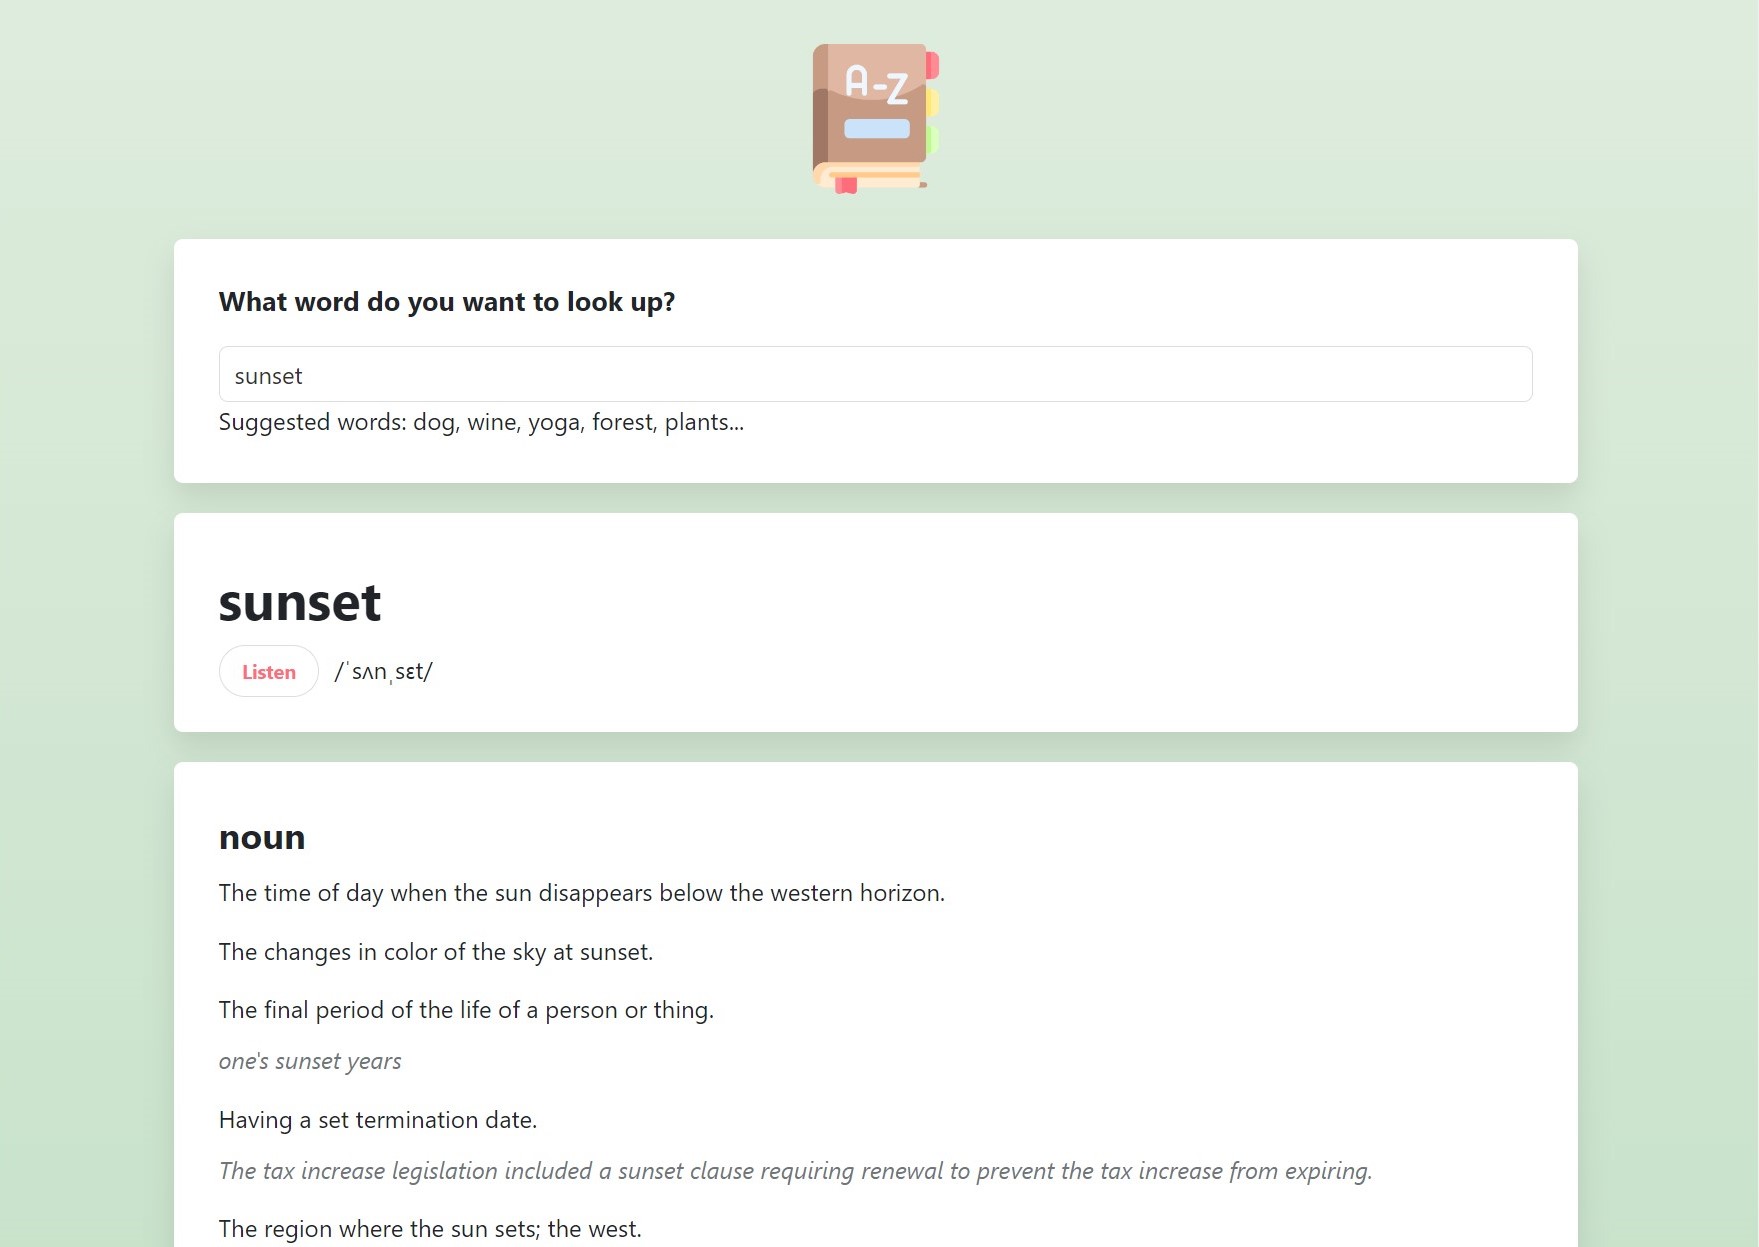 A-Z
What word do you want to look up?
sunset
Suggested words: dog, wine, yoga, forest, plants...
sunset
Listen /ˈsʌnˌsɛt/
noun
The time of day when the sun disappears below the western horizon.
The changes in color of the sky at sunset.
The final period of the life of a person or thing.
one's sunset years
Having a set termination date.
The tax increase legislation included a sunset clause requiring renewal to prevent the tax increase from expiring.
The region where the sun sets; the west.